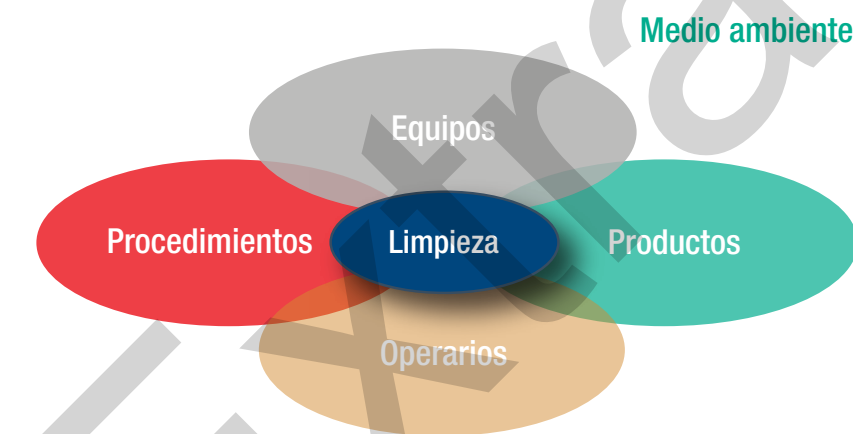 Medio ambiente
Equipos
Procedimientos
Limpieza
Productos
Operarios